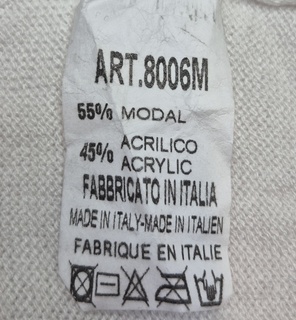 ART.8006M
55% MODAL
45% ACRILICO
ACRYLIC
FABBRICATO IN ITALIA
MADE IN ITALY-MADE IN ITALIEN
FABRIQUE EN ITALIE